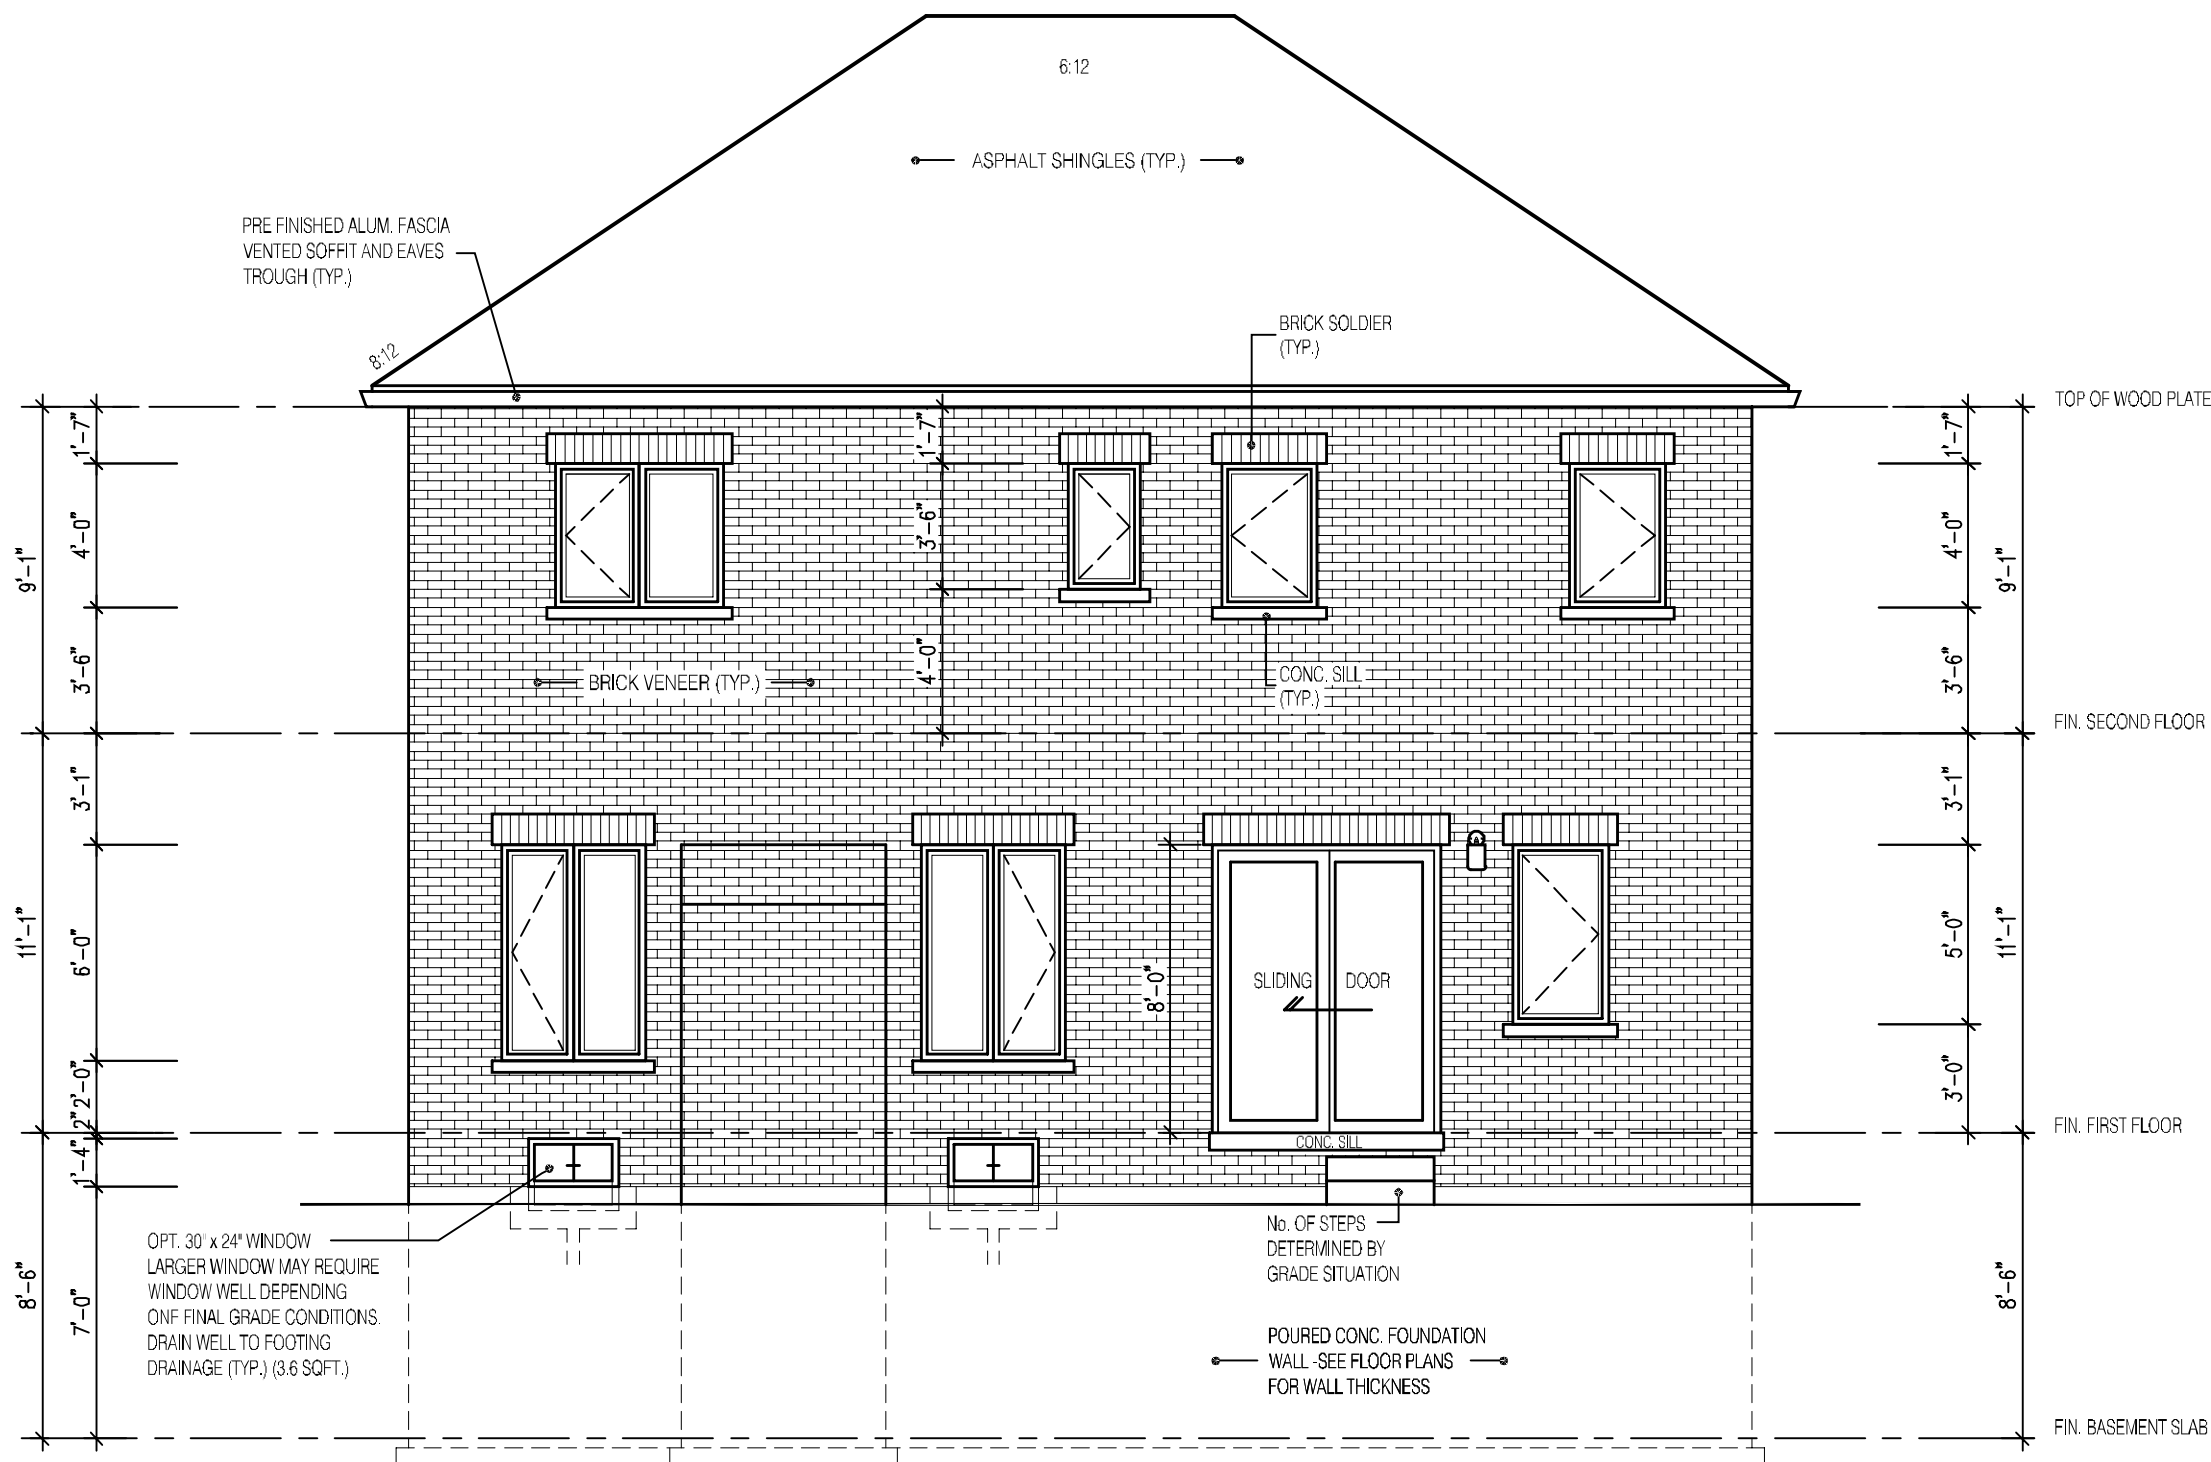 6:12
ASPHALT SHINGLES (TYP.)
PRE FINISHED ALUM. FASCIA
VENTED SOFFIT AND EAVES
TROUGH (TYP.)
8:12
BRICK SOLDIER
(TYP.)
TOP OF WOOD PLATE
1'-7"
4'-0"
3'-6"
9'-1"
1'-7"
3'-6"
4'-0"
1'-7"
4'-0"
3'-6"
9'-1"
BRICK VENEER (TYP.)
CONC. SILL
(TYP.)
FIN. SECOND FLOOR
3'-1"
6'-0"
2'-0"
11'-1"
8'-0"
SLIDING DOOR
3'-1"
5'-0"
3'-0"
11'-1"
CONC. SILL
FIN. FIRST FLOOR
2"
1'-4"
7'-0"
8'-6"
OPT. 30" x 24" WINDOW
LARGER WINDOW MAY REQUIRE
WINDOW WELL DEPENDING
ONF FINAL GRADE CONDITIONS.
DRAIN WELL TO FOOTING
DRAINAGE (TYP.) (3.6 SQFT.)
No. OF STEPS
DETERMINED BY
GRADE SITUATION
POURED CONC. FOUNDATION
WALL -SEE FLOOR PLANS
FOR WALL THICKNESS
8'-6"
FIN. BASEMENT SLAB